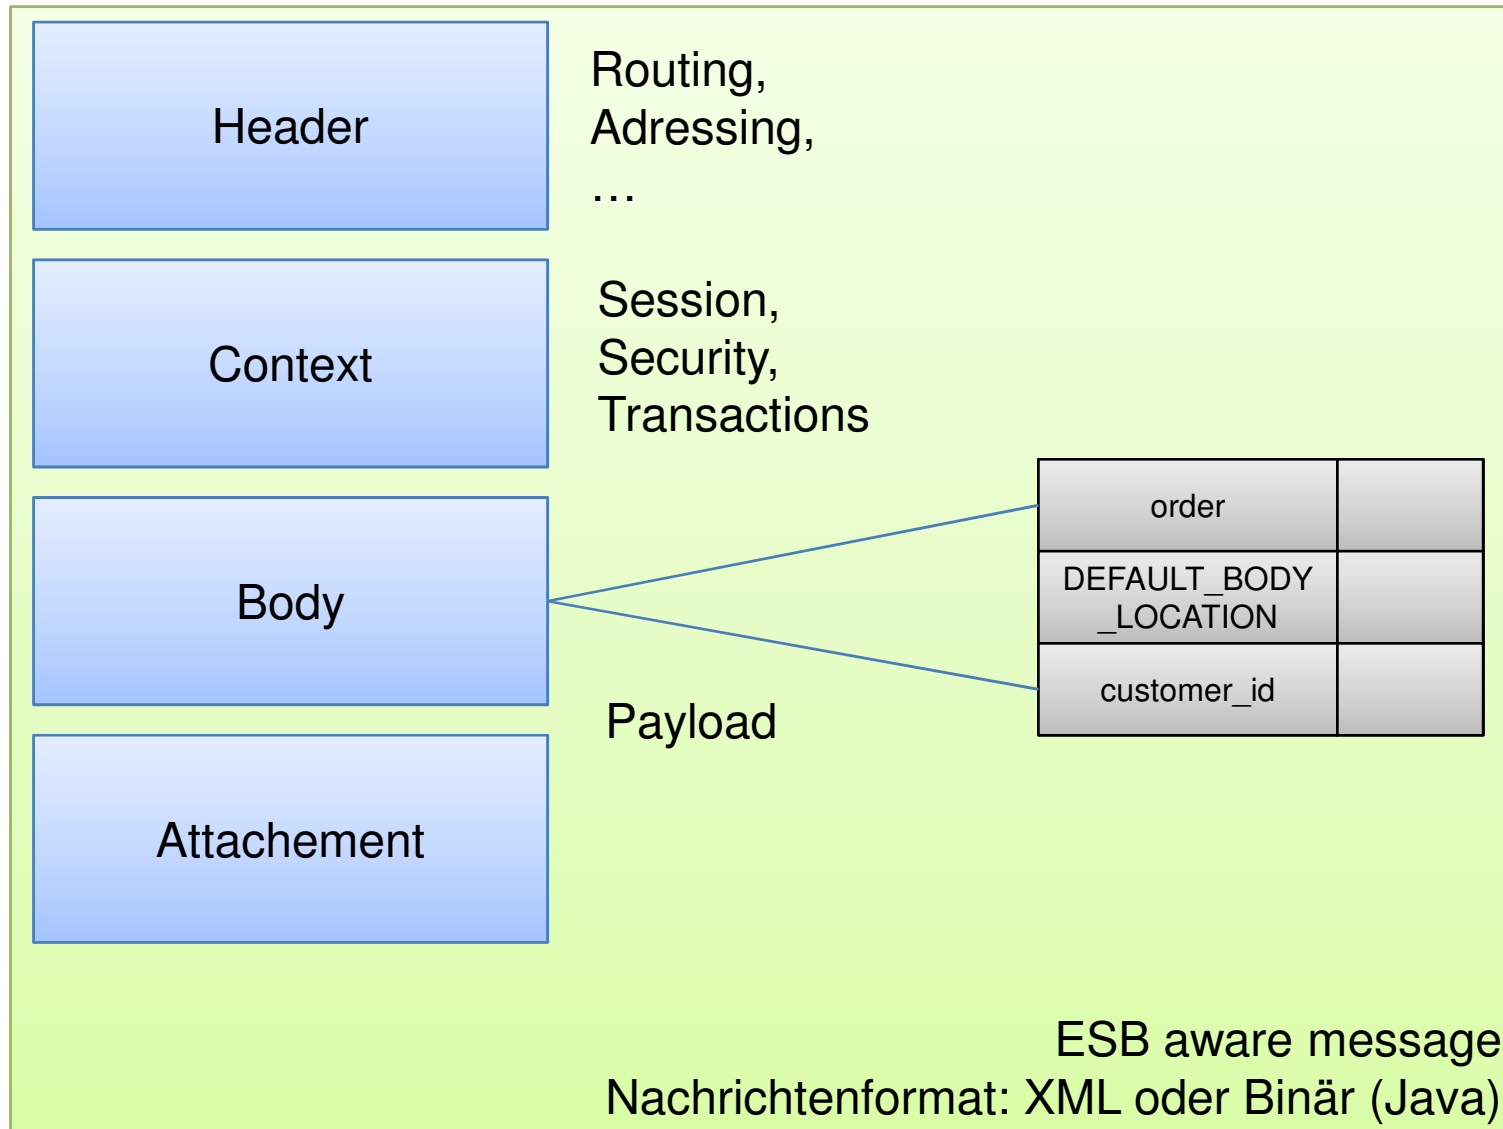 Header
Routing,
Adressing,
…
Context
Session,
Security,
Transactions
Body
order
DEFAULT_BODY
_LOCATION
customer_id
Payload
Attachement
ESB aware message
Nachrichtenformat: XML oder Binär (Java)